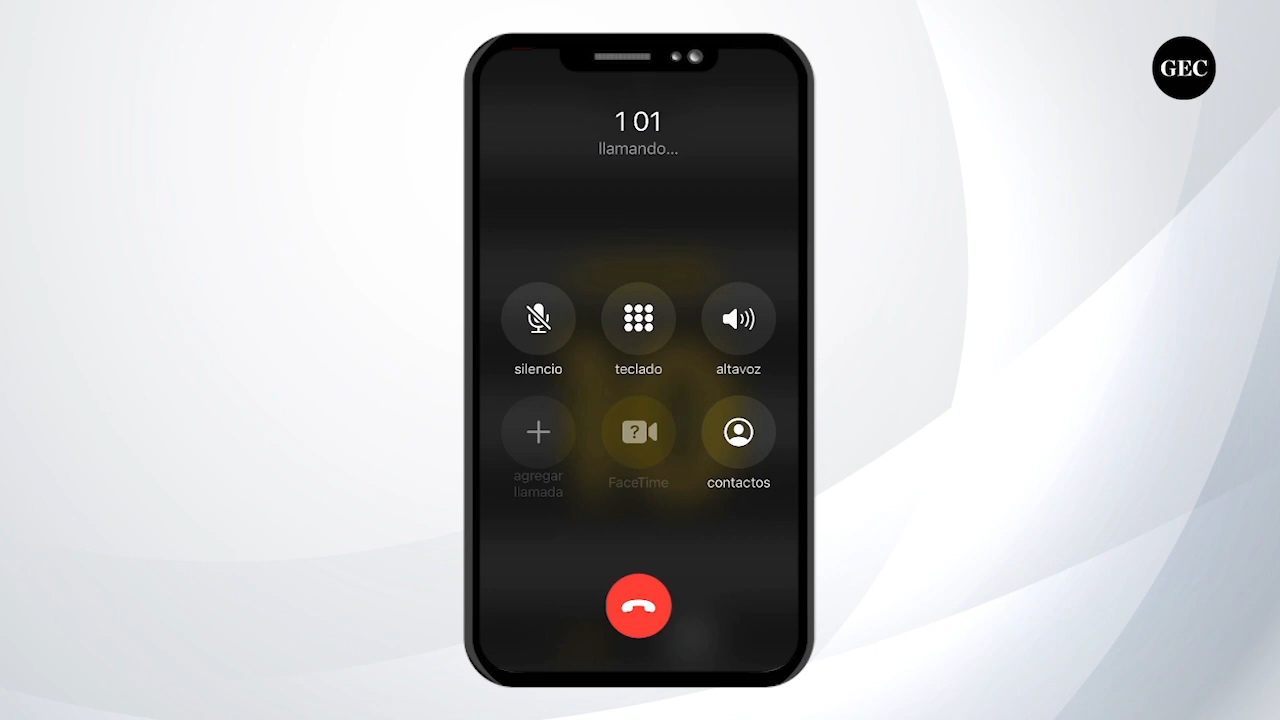 GEC
1 01
llamando...
silencio
teclado
altavoz
agregar
llamada
FaceTime
contactos